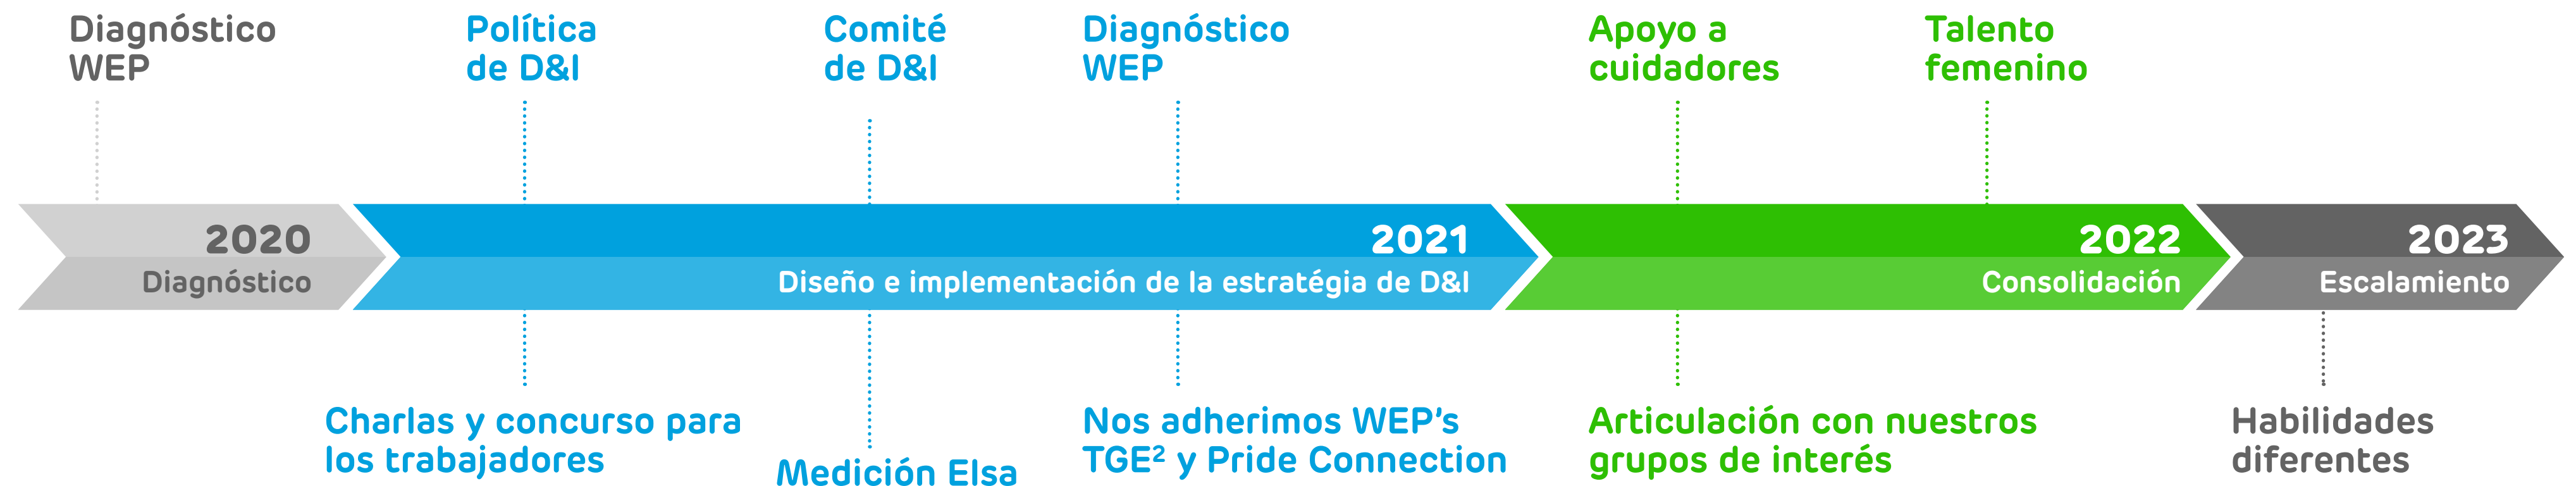 Diagnóstico
WEP
Política
de D&I
Comité
de D&I
Diagnóstico
WEP
Apoyo a
cuidadores
Talento
femenino
2020
Diagnóstico
2021
Diseño e implementación de la estratégia de D&I
2022
Consolidación
2023
Escalamiento
Charlas y concurso para
los trabajadores
Medición Elsa
Nos adherimos WEP's
TGE² y Pride Connection
Articulación con nuestros
grupos de interés
Habilidades
diferentes